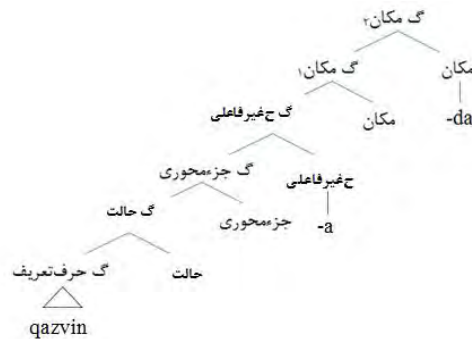 گ مکان۲
مکان
گ مکان۱
-da
مکان
گ ح‌غیرفاعلی
ح‌غیرفاعلی
گ جزءمحوری
-a
جزءمحوری
گ حالت
حالت
گ حرف‌تعریف
qazvin